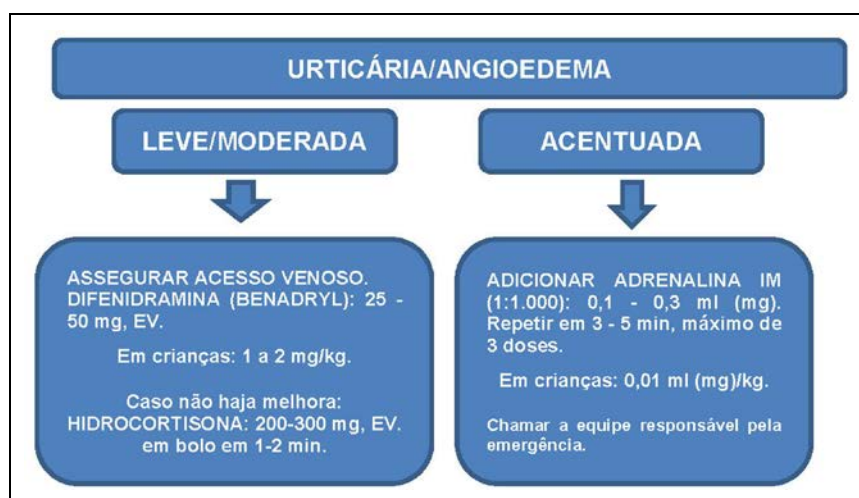 URTICÁRIA/ANGIOEDEMA
LEVE/MODERADA
ACENTUADA
ASSEGURAR ACESSO VENOSO.
DIFENIDRAMINA (BENADRYL): 25 -
50 mg, EV.
Em crianças: 1 a 2 mg/kg.
Caso não haja melhora:
HIDROCORTISONA: 200-300 mg, EV.
em bolo em 1-2 min.
ADICIONAR ADRENALINA IM
(1:1.000): 0,1 - 0,3 ml (mg).
Repetir em 3 - 5 min, máximo de
3 doses.
Em crianças: 0,01 ml (mg)/kg.
Chamar a equipe responsável pela
emergência.